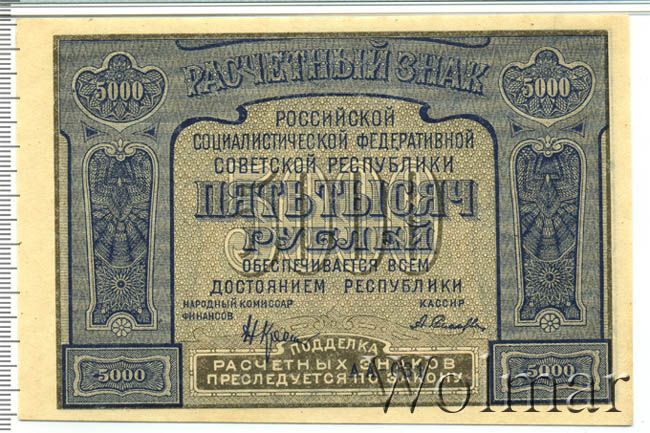 РАСЧЕТНЫЙ ЗНАК
5000 5000
РОССИЙСКОЙ
СОЦИАЛИСТИЧЕСКОЙ ФЕДЕРАТИВНОЙ
СОВЕТСКОЙ РЕСПУБЛИКИ
5000
ПЯТЬ ТЫСЯЧ
РУБЛЕЙ
ОБЕСПЕЧИВАЕТСЯ ВСЕМ
ДОСТОЯНИЕМ РЕСПУБЛИКИ
НАРОДНЫЙ КОМИССАР
ФИНАНСОВ
КАССИР
ПОДДЕЛКА
РАСЧЕТНЫХ ЗНАКОВ
ПРЕСЛЕДУЕТСЯ ПО ЗАКОНУ
5000 5000
Wolmar